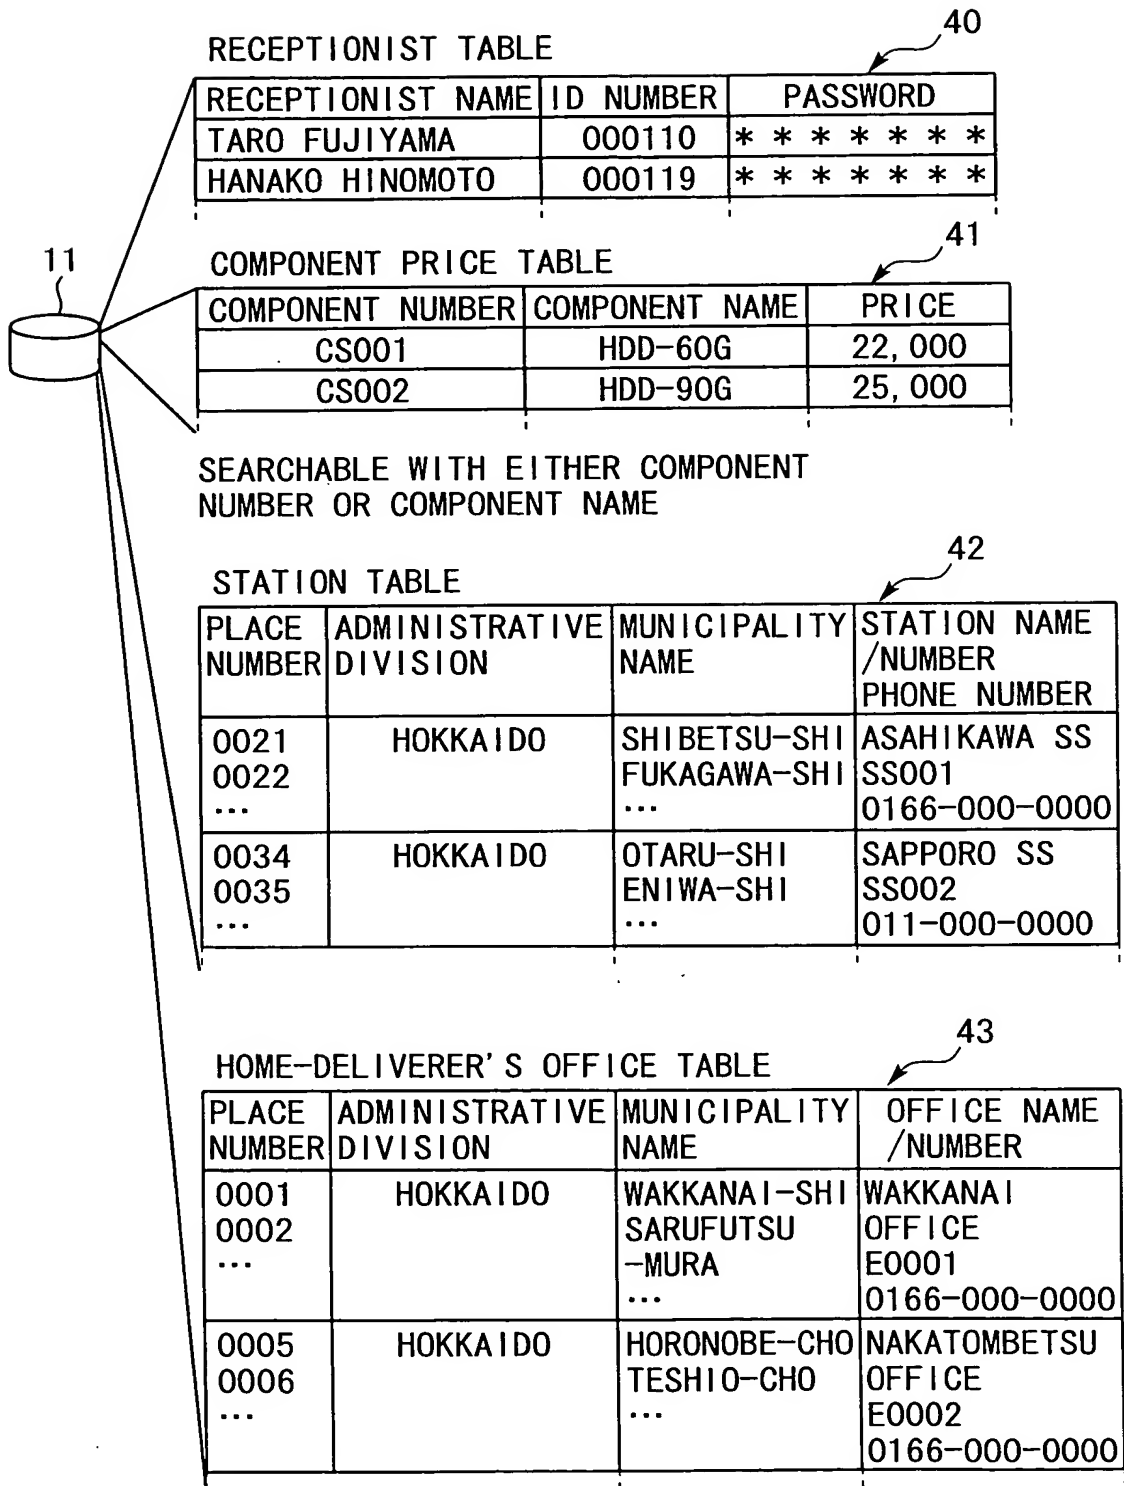 40
RECEPTIONIST TABLE
RECEPTIONIST NAME ID NUMBER PASSWORD
TARO FUJIYAMA 000110 * * * * * * *
HANAKO HINOMOTO 000119 * * * * * * *
41
11
COMPONENT PRICE TABLE
COMPONENT NUMBER COMPONENT NAME PRICE
CS001 HDD-60G 22,000
CS002 HDD-90G 25,000
SEARCHABLE WITH EITHER COMPONENT
NUMBER OR COMPONENT NAME
42
STATION TABLE
PLACE ADMINISTRATIVE MUNICIPALITY STATION NAME
NUMBER DIVISION NAME /NUMBER
PHONE NUMBER
0021 HOKKAIDO SHIBETSU-SHI ASAHIKAWA SS
0022 FUKAGAWA-SHI SS001
... ... 0166-000-0000
0034 HOKKAIDO OTARU-SHI SAPPORO SS
0035 ENIWA-SHI SS002
... ... 011-000-0000
43
HOME-DELIVERER'S OFFICE TABLE
PLACE ADMINISTRATIVE MUNICIPALITY OFFICE NAME
NUMBER DIVISION NAME /NUMBER
0001 HOKKAIDO WAKKANAI-SHI WAKKANAI
0002 SARUFUTSU OFFICE
... -MURA E0001
... 0166-000-0000
0005 HOKKAIDO HORONOBE-CHO NAKATOMBETSU
0006 TESHIO-CHO OFFICE
... ... E0002
0166-000-0000